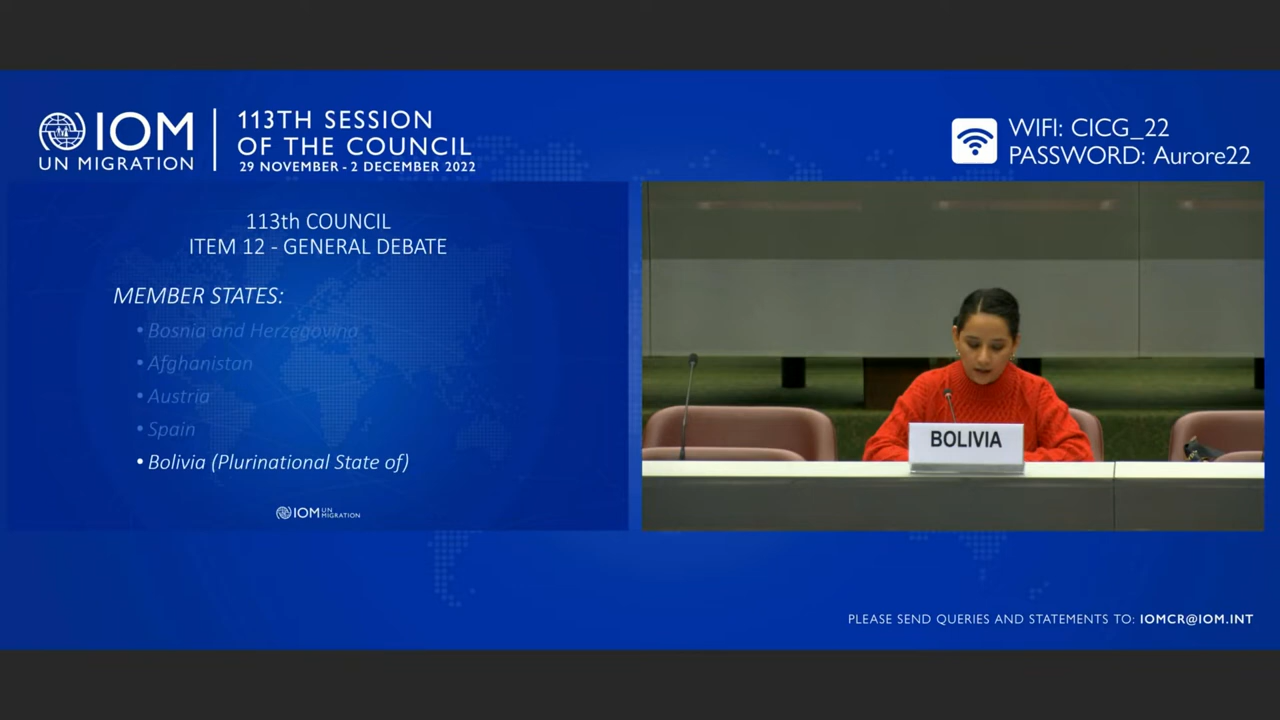 IOM
UN MIGRATION
113TH SESSION
OF THE COUNCIL
29 NOVEMBER - 2 DECEMBER 2022
WIFI: CICG_22
PASSWORD: Aurore22
113th COUNCIL
ITEM 12 - GENERAL DEBATE
MEMBER STATES:
• Bosnia and Herzegovina
• Afghanistan
• Austria
• Spain
• Bolivia (Plurinational State of)
IOM UN
MIGRATION
BOLIVIA
PLEASE SEND QUERIES AND STATEMENTS TO: IOMCR@IOM.INT